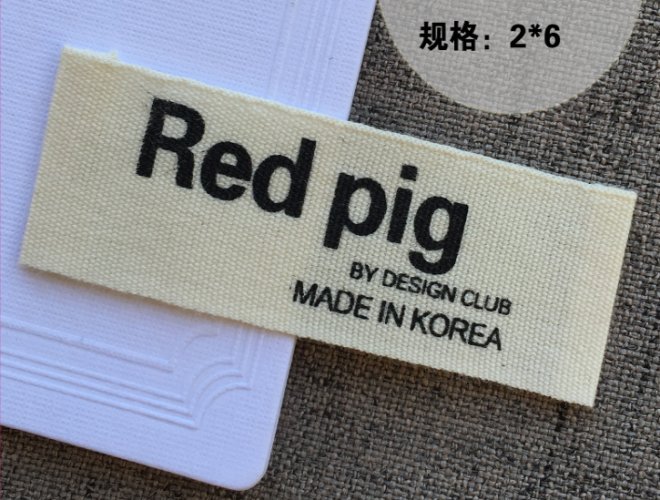 规格：2*6
Red pig
BY DESIGN CLUB
MADE IN KOREA